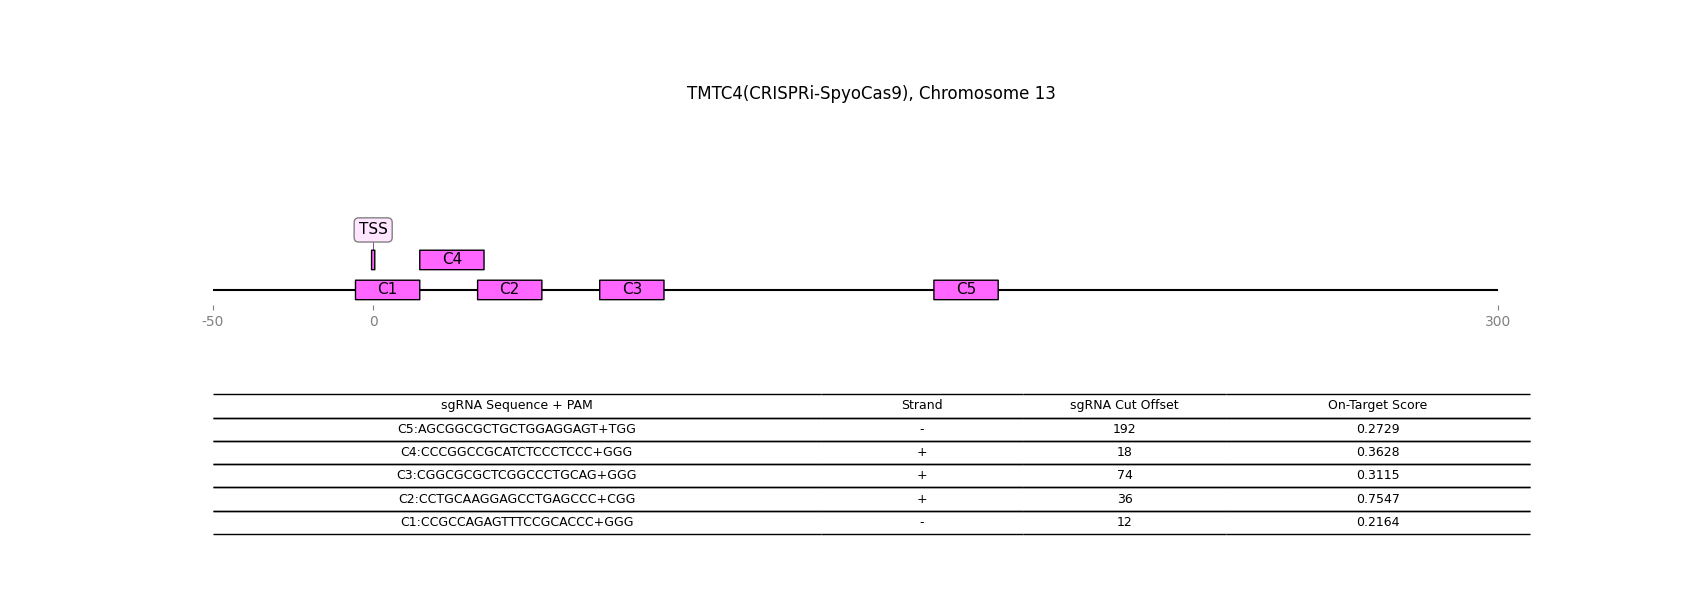 TMTC4(CRISPRi-SpyoCas9), Chromosome 13
TSS
C4
C1 C2 C3 C5
-50 0 300
sgRNA Sequence + PAM Strand sgRNA Cut Offset On-Target Score
C5:AGCGGCGCTGCTGGAGGAGT+TGG - 192 0.2729
C4:CCCGGCCGCATCTCCCTCCC+GGG + 18 0.3628
C3:CGGCGCGCTCGGCCCTGCAG+GGG + 74 0.3115
C2:CCTGCAAGGAGCCTGAGCCC+CGG + 36 0.7547
C1:CCGCCAGAGTTTCCGCACCC+GGG - 12 0.2164